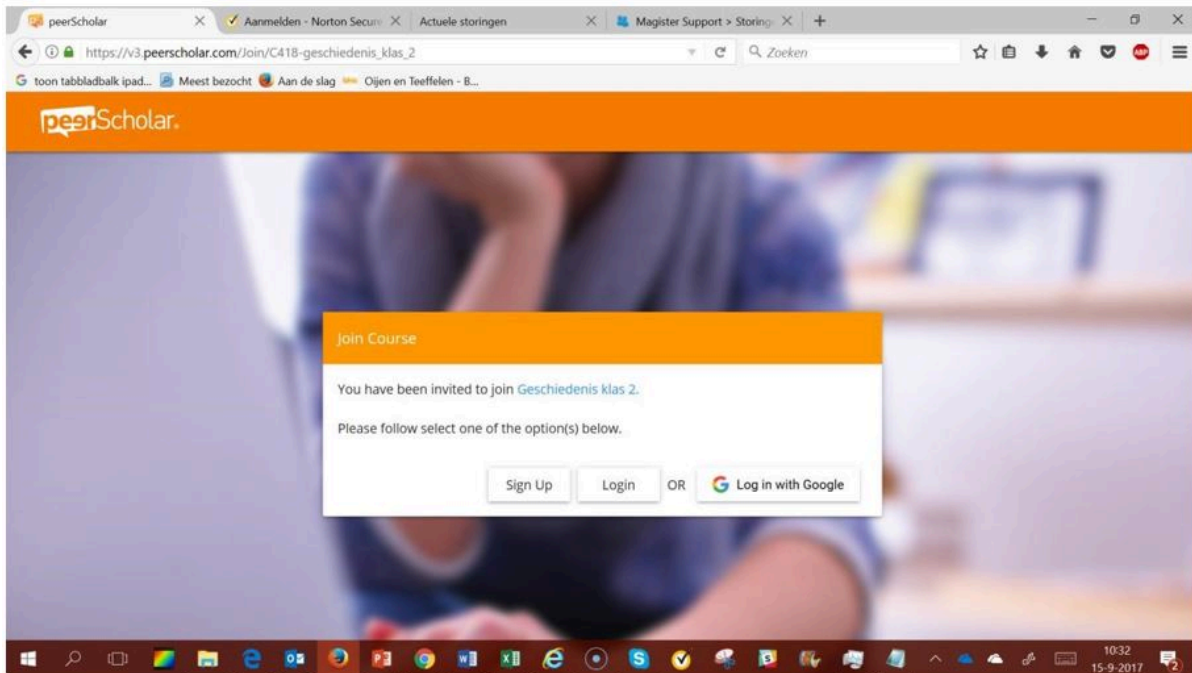 peerScholar
Aanmelden - Norton Secure
Actuele storingen
Magister Support > Storing
https://v3.peerscholar.com/Join/C418-geschiedenis_klas_2
Zoeken
ABP
toon tabbladbalk ipad...
Meest bezocht
Aan de slag
Oijen en Teeffelen - B...
peerScholar.
Join Course
You have been invited to join Geschiedenis klas 2.
Please follow select one of the option(s) below.
Sign Up
Login
OR
Log in with Google
10:32
15-9-2017
2